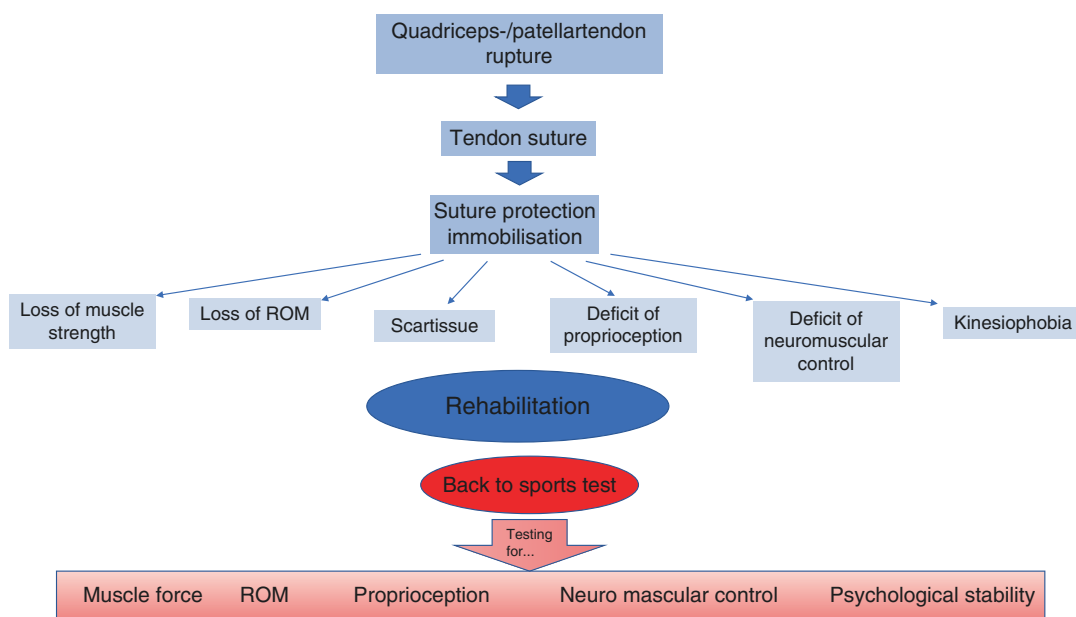 Quadriceps-/patellartendon
rupture
Tendon suture
Suture protection
immobilisation
Loss of muscle
strength
Loss of ROM
Scartissue
Deficit of
proprioception
Deficit of
neuromuscular
control
Kinesiophobia
Rehabilitation
Back to sports test
Testing
for...
Muscle force ROM Proprioception Neuro mascular control Psychological stability